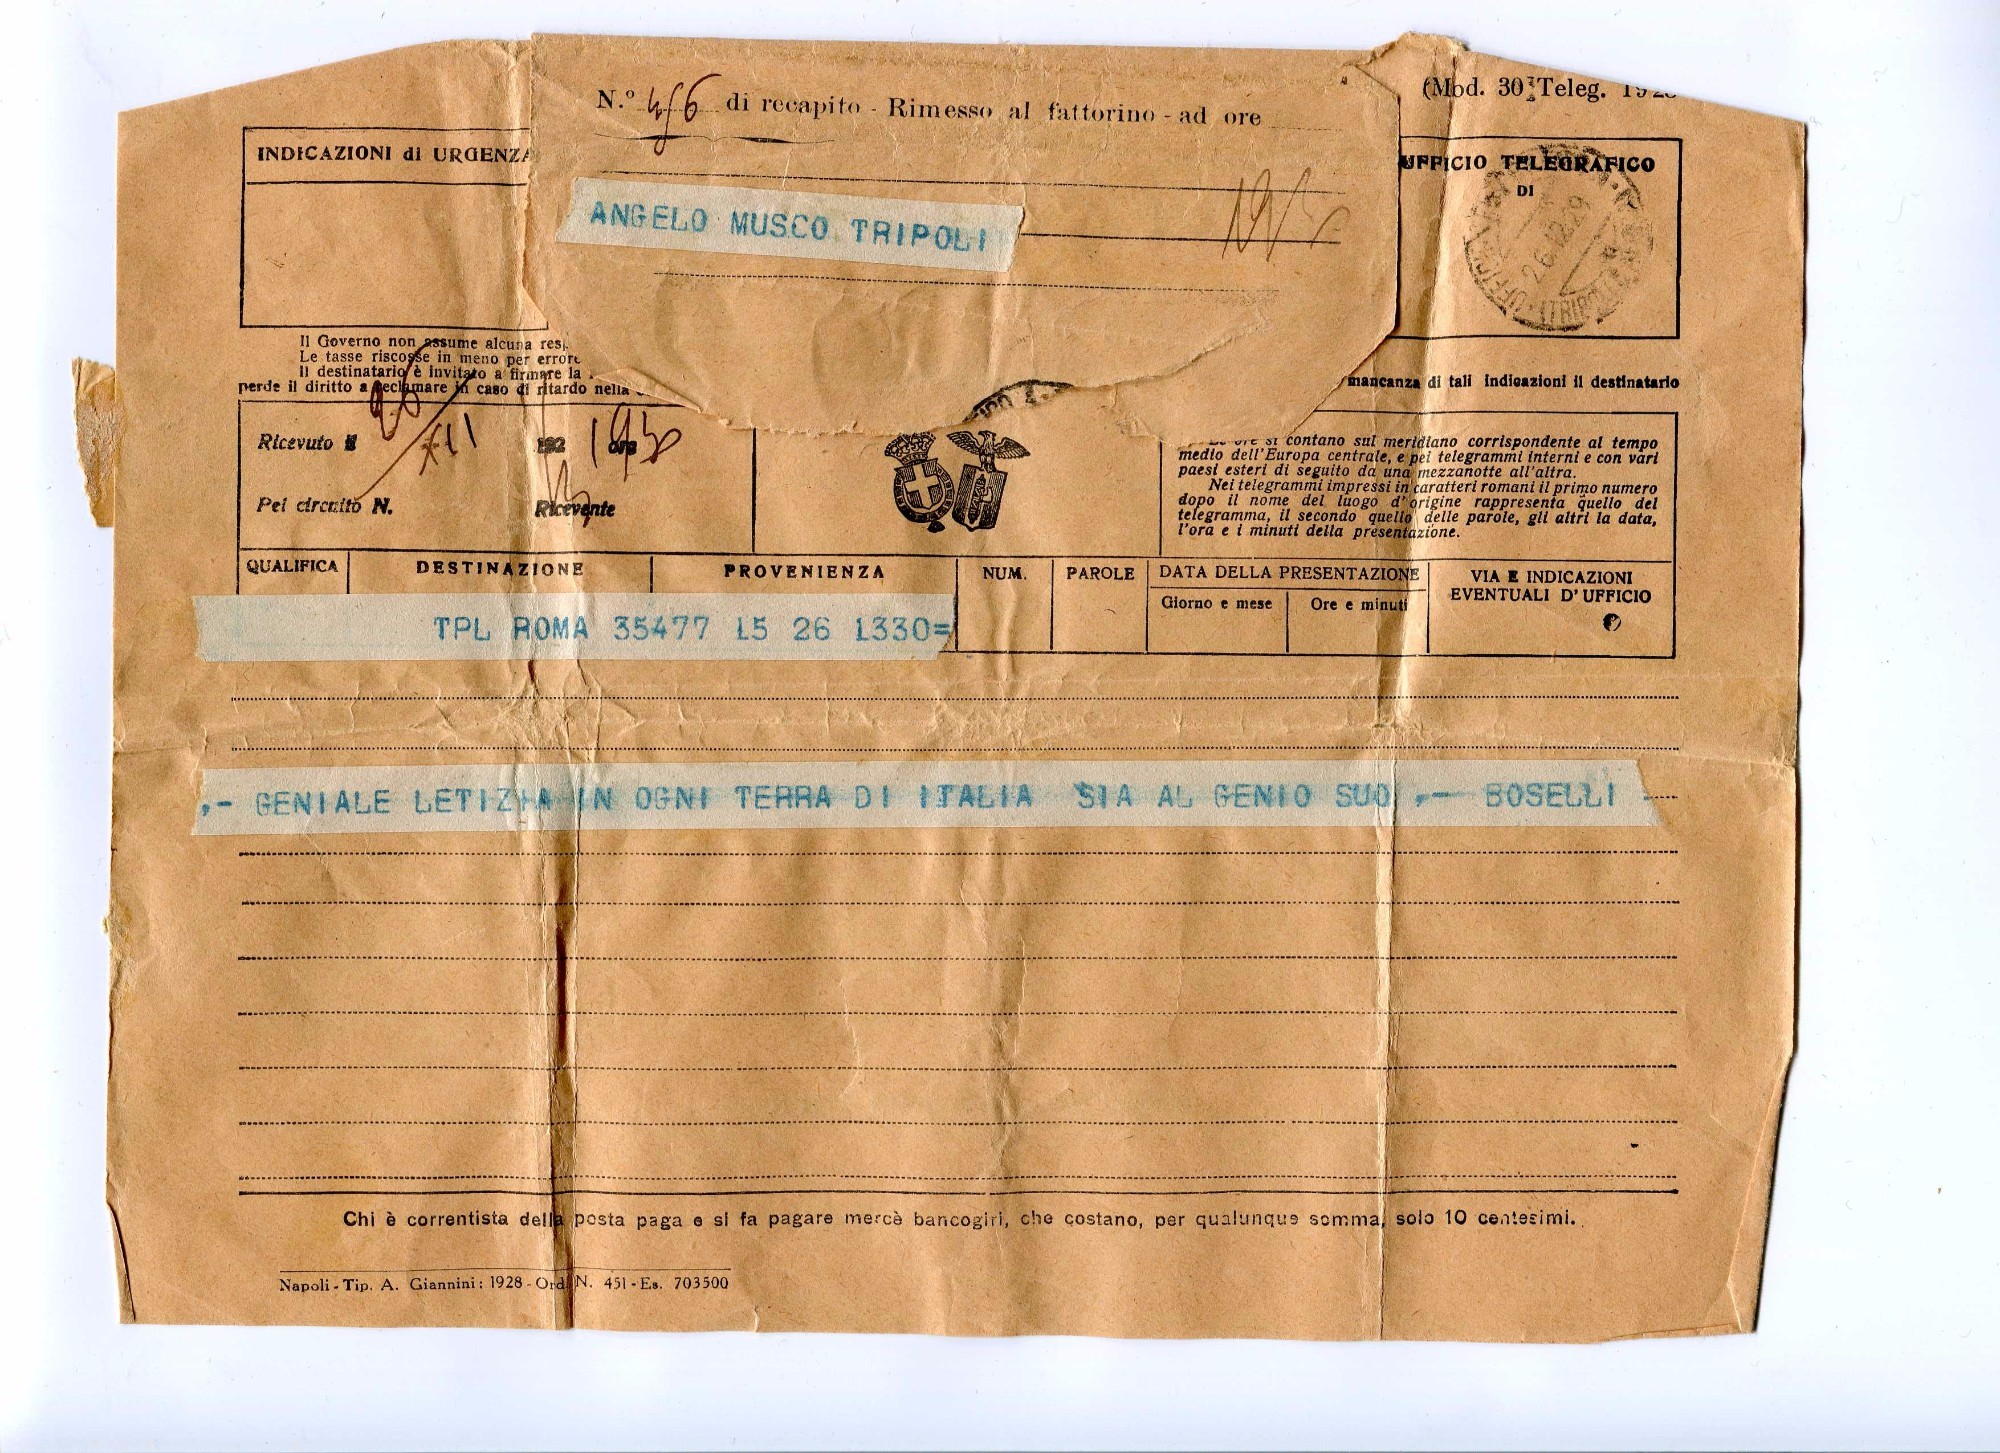 N.º 456 di recapito - Rimesso al fattorino - ad ore
(Mod. 30 Teleg.
INDICAZIONI di URGENZA
UFFICIO TELEGRAFICO
DI
26.12.29
ANGELO MUSCO TRIPOLI
Il Governo non assume alcuna
Le tasse riscosse in meno per errore
Il destinatario è invitato a firmare la
perde il diritto a reclamare in caso di ritardo nella
mancanza di tali indicazioni il destinatario
Ricevuto il 26/XII 192 ore 1930
Pel circuito N. Ricevente
Le ore si contano sul meridiano corrispondente al tempo
medio dell'Europa centrale, e pei telegrammi interni e con vari
paesi esteri di seguito da una mezzanotte all'altra.
Nei telegrammi impressi in caratteri romani il primo numero
dopo il nome del luogo d'origine rappresenta quello del
telegramma, il secondo quello delle parole, gli altri la data,
l'ora e i minuti della presentazione.
QUALIFICA DESTINAZIONE PROVENIENZA NUM. PAROLE DATA DELLA PRESENTAZIONE VIA E INDICAZIONI
EVENTUALI D'UFFICIO
Giorno e mese Ore e minuti
TPL ROMA 35477 15 26 1330=
.- GENIALE LETIZIA IN OGNI TERRA DI ITALIA SIA AL GENIO SUO .- BOSELLI
Chi è correntista della posta paga e si fa pagare mercè bancogiri, che costano, per qualunque somma, solo 10 centesimi.
Napoli - Tip. A. Giannini: 1928 - Ord. N. 451 - Es. 703500